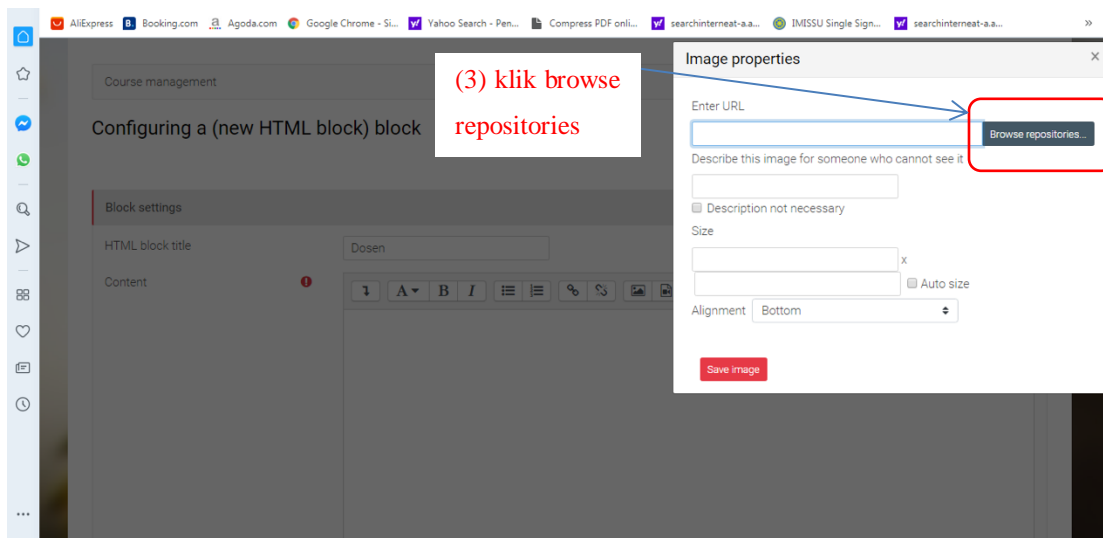 AliExpress B. Booking.com a Agoda.com Google Chrome - Si... y! Yahoo Search - Pen... Compress PDF onli... y! searchinterneat-a.a... IMISSU Single Sign... y! searchinterneat-a.a... »
Course management
(3) klik browse
repositories
Configuring a (new HTML block) block
Block settings
HTML block title Dosen
Content
A B I
Image properties ×
Enter URL
Browse repositories...
Describe this image for someone who cannot see it
Description not necessary
Size
x
Auto size
Alignment Bottom
Save image